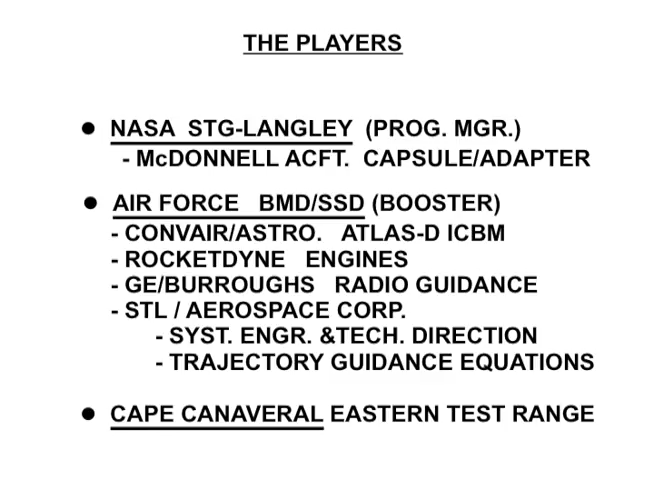 THE PLAYERS
● NASA STG-LANGLEY (PROG. MGR.)
- McDONNELL ACFT. CAPSULE/ADAPTER
● AIR FORCE BMD/SSD (BOOSTER)
- CONVAIR/ASTRO. ATLAS-D ICBM
- ROCKETDYNE ENGINES
- GE/BURROUGHS RADIO GUIDANCE
- STL / AEROSPACE CORP.
- SYST. ENGR. &TECH. DIRECTION
- TRAJECTORY GUIDANCE EQUATIONS
● CAPE CANAVERAL EASTERN TEST RANGE